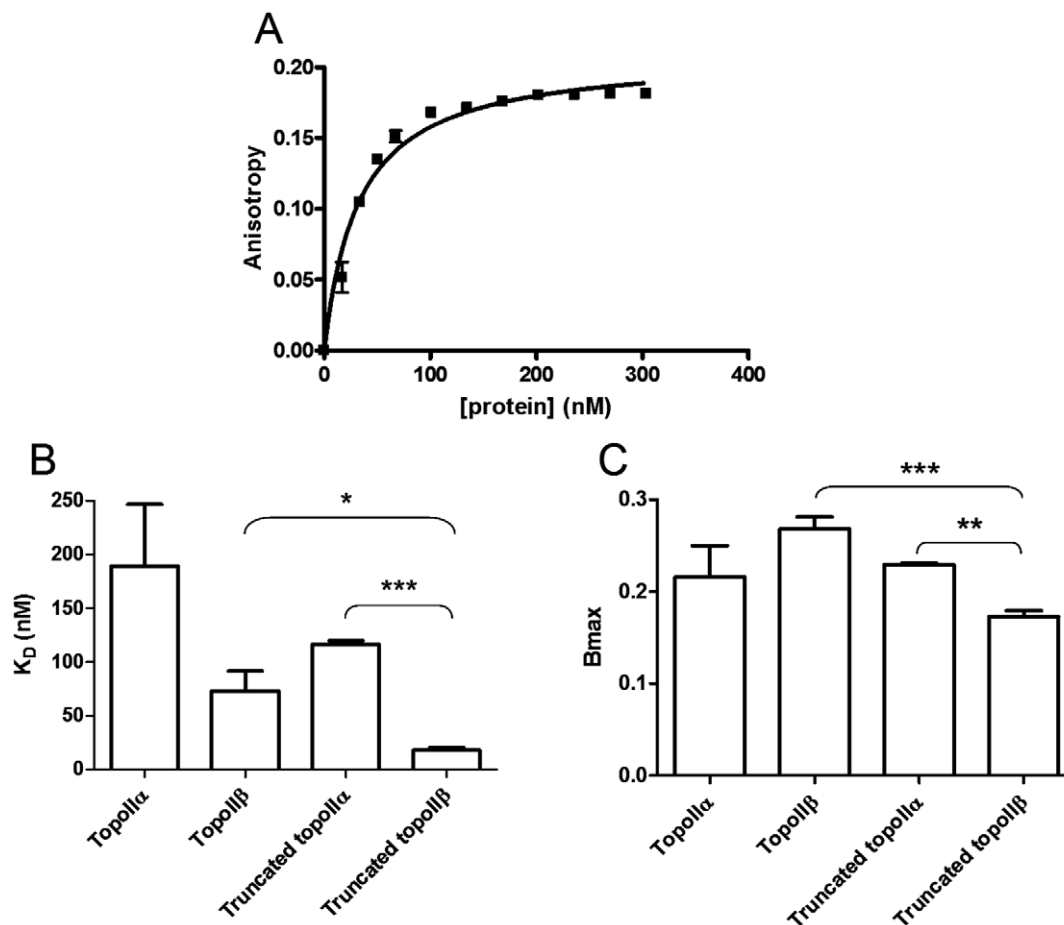 A
0.20
0.15
0.10
0.05
0.00
Anisotropy
0 100 200 300 400
[protein] (nM)
B
250
200
150
100
50
0
K_D (nM)
*
***
TopoIIα
TopoIIβ
Truncated topoIIα
Truncated topoIIβ
C
0.3
0.2
0.1
0.0
Bmax
***
**
TopoIIα
TopoIIβ
Truncated topoIIα
Truncated topoIIβ